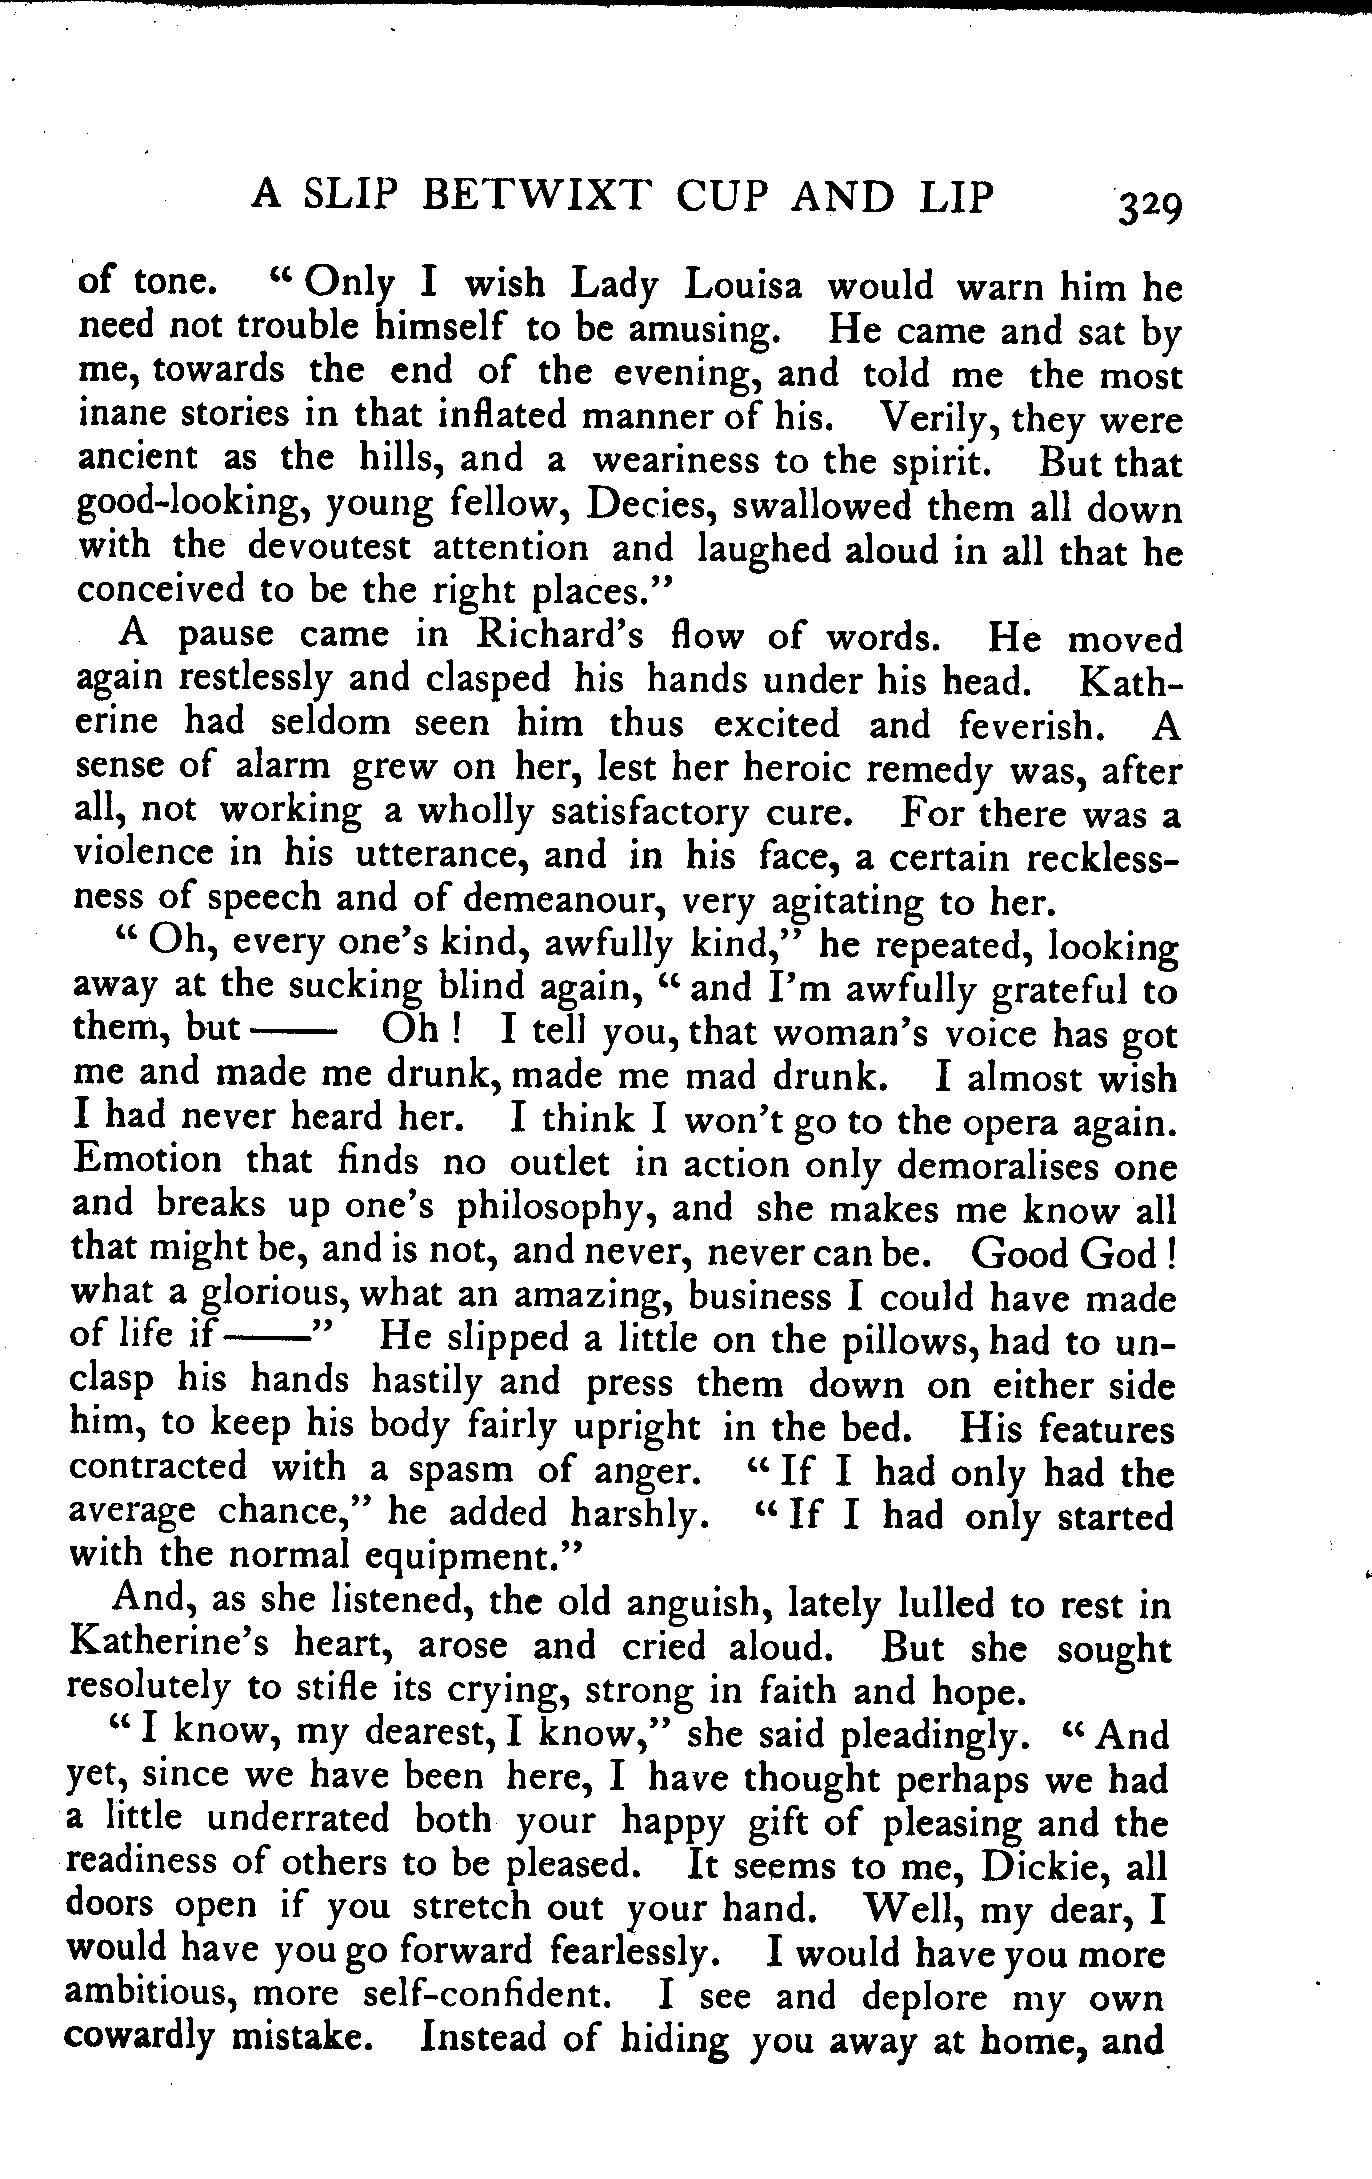 A SLIP BETWIXT CUP AND LIP 329
of tone. “ Only I wish Lady Louisa would warn him he
need not trouble himself to be amusing. He came and sat by
me, towards the end of the evening, and told me the most
inane stories in that inflated manner of his. Verily, they were
ancient as the hills, and a weariness to the spirit. But that
good-looking, young fellow, Decies, swallowed them all down
with the devoutest attention and laughed aloud in all that he
conceived to be the right places.”
A pause came in Richard’s flow of words. He moved
again restlessly and clasped his hands under his head. Kath-
erine had seldom seen him thus excited and feverish. A
sense of alarm grew on her, lest her heroic remedy was, after
all, not working a wholly satisfactory cure. For there was a
violence in his utterance, and in his face, a certain reckless-
ness of speech and of demeanour, very agitating to her.
“ Oh, every one’s kind, awfully kind,” he repeated, looking
away at the sucking blind again, “ and I’m awfully grateful to
them, but —— Oh ! I tell you, that woman’s voice has got
me and made me drunk, made me mad drunk. I almost wish
I had never heard her. I think I won’t go to the opera again.
Emotion that finds no outlet in action only demoralises one
and breaks up one’s philosophy, and she makes me know all
that might be, and is not, and never, never can be. Good God !
what a glorious, what an amazing, business I could have made
of life if ——” He slipped a little on the pillows, had to un-
clasp his hands hastily and press them down on either side
him, to keep his body fairly upright in the bed. His features
contracted with a spasm of anger. “ If I had only had the
average chance,” he added harshly. “ If I had only started
with the normal equipment.”
And, as she listened, the old anguish, lately lulled to rest in
Katherine’s heart, arose and cried aloud. But she sought
resolutely to stifle its crying, strong in faith and hope.
“ I know, my dearest, I know,” she said pleadingly. “ And
yet, since we have been here, I have thought perhaps we had
a little underrated both your happy gift of pleasing and the
readiness of others to be pleased. It seems to me, Dickie, all
doors open if you stretch out your hand. Well, my dear, I
would have you go forward fearlessly. I would have you more
ambitious, more self-confident. I see and deplore my own
cowardly mistake. Instead of hiding you away at home, and